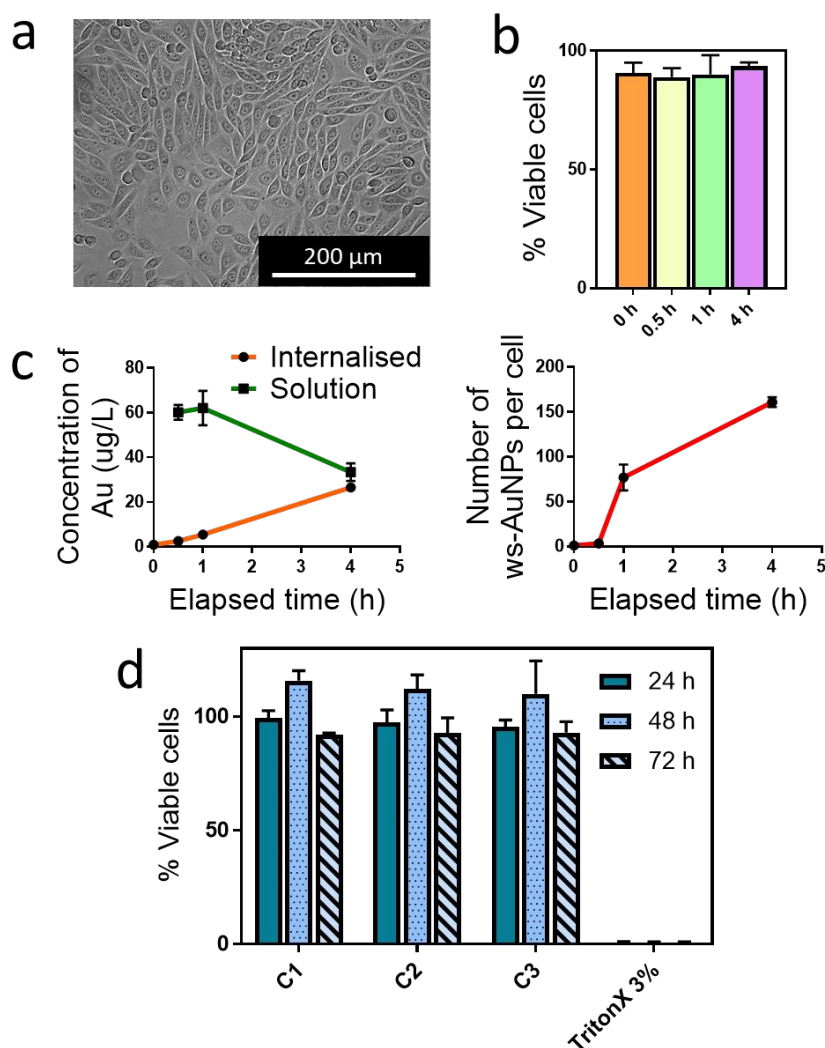 a
200 µm
b
% Viable cells
100
50
0
0 h
0.5 h
1 h
4 h
c
Internalised
Solution
Concentration of
Au (ug/L)
80
60
40
20
0
0 1 2 3 4 5
Elapsed time (h)
Number of
ws-AuNPs per cell
200
150
100
50
0
0 1 2 3 4 5
Elapsed time (h)
d
% Viable cells
100
50
0
24 h
48 h
72 h
C1
C2
C3
TritonX 3%